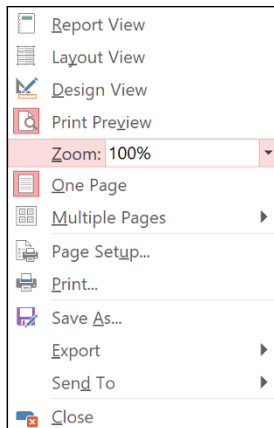 Report View
Layout View
Design View
Print Preview
Zoom: 100%
One Page
Multiple Pages
Page Setup...
Print...
Save As...
Export
Send To
Close